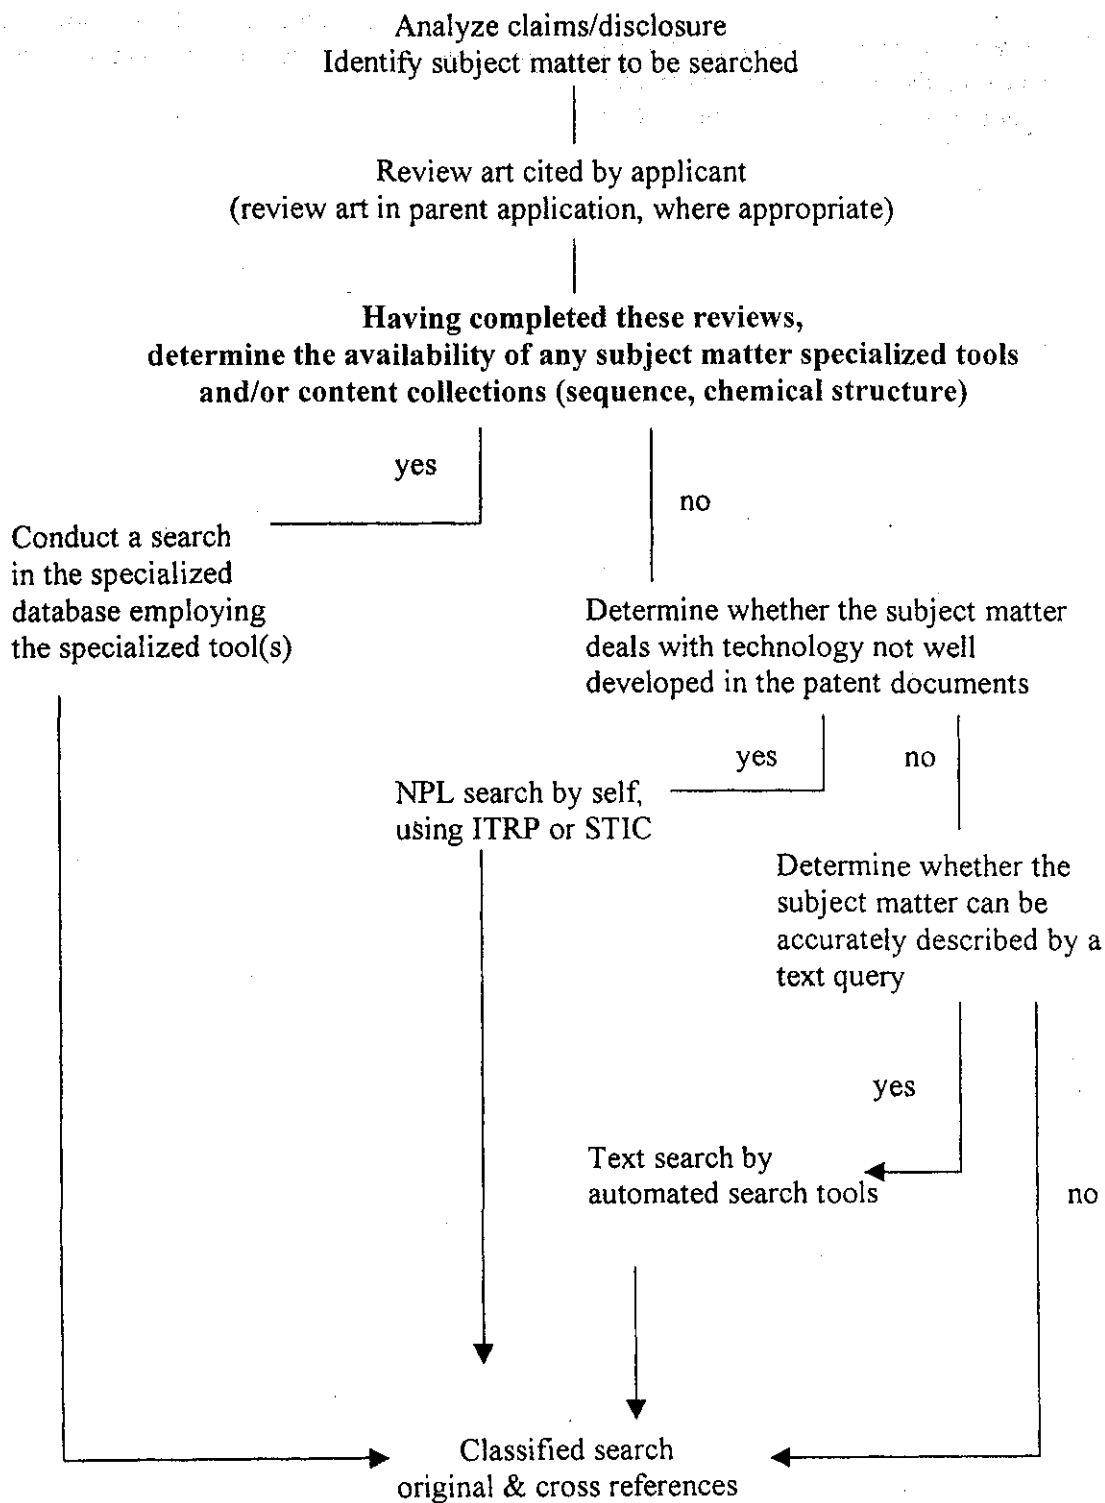 Analyze claims/disclosure
Identify subject matter to be searched
Review art cited by applicant
(review art in parent application, where appropriate)
Having completed these reviews,
determine the availability of any subject matter specialized tools
and/or content collections (sequence, chemical structure)
yes
no
Conduct a search
in the specialized
database employing
the specialized tool(s)
Determine whether the subject matter
deals with technology not well
developed in the patent documents
yes
no
NPL search by self,
using ITRP or STIC
Determine whether the
subject matter can be
accurately described by a
text query
yes
Text search by
automated search tools
no
Classified search
original & cross references